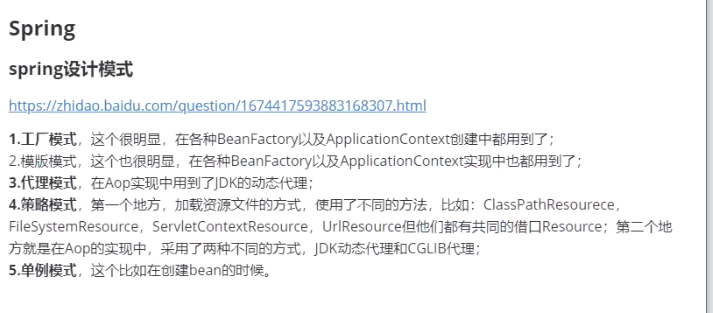 Spring
spring设计模式
https://zhidao.baidu.com/question/1674417593883168307.html
1.工厂模式，这个很明显，在各种BeanFactory以及ApplicationContext创建中都用到了；
2.模版模式，这个也很明显，在各种BeanFactory以及ApplicationContext实现中也都用到了；
3.代理模式，在Aop实现中用到了JDK的动态代理；
4.策略模式，第一个地方，加载资源文件的方式，使用了不同的方法，比如：ClassPathResourece，
FileSystemResource，ServletContextResource，UrlResource但他们都有共同的借口Resource；第二个地
方就是在Aop的实现中，采用了两种不同的方式，JDK动态代理和CGLIB代理；
5.单例模式，这个比如在创建bean的时候。